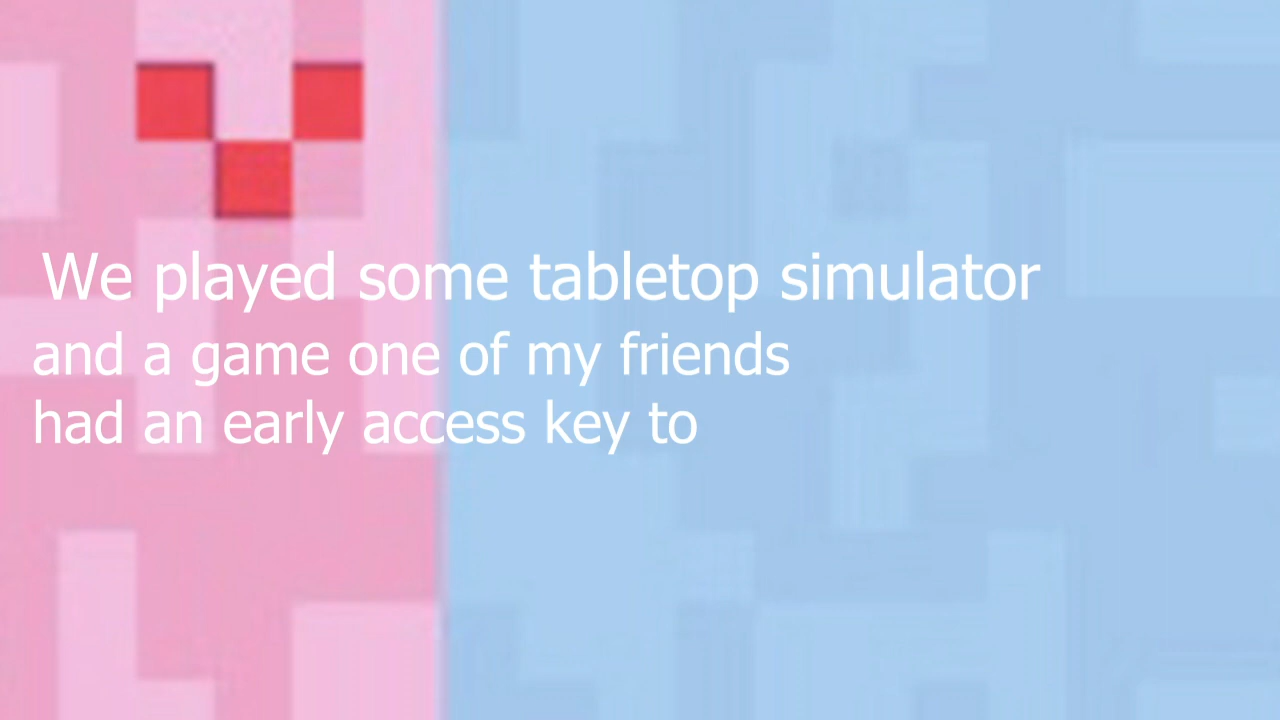 We played some tabletop simulator
and a game one of my friends
had an early access key to